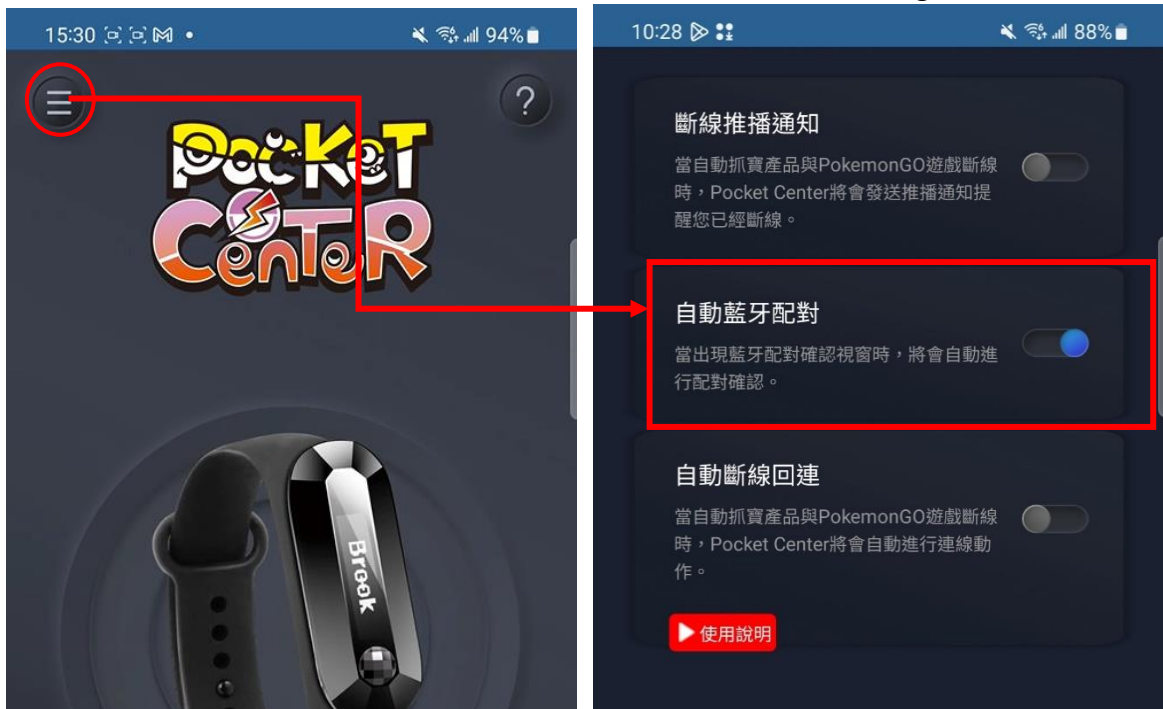 15:30
94%
?
Pocket
Center
Brook
10:28
88%
斷線推播通知
當自動抓寶產品與PokemonGO遊戲斷線
時，Pocket Center將會發送推播通知提
醒您已經斷線。
自動藍牙配對
當出現藍牙配對確認視窗時，將會自動進
行配對確認。
自動斷線回連
當自動抓寶產品與PokemonGO遊戲斷線
時，Pocket Center將會自動進行連線動
作。
使用說明